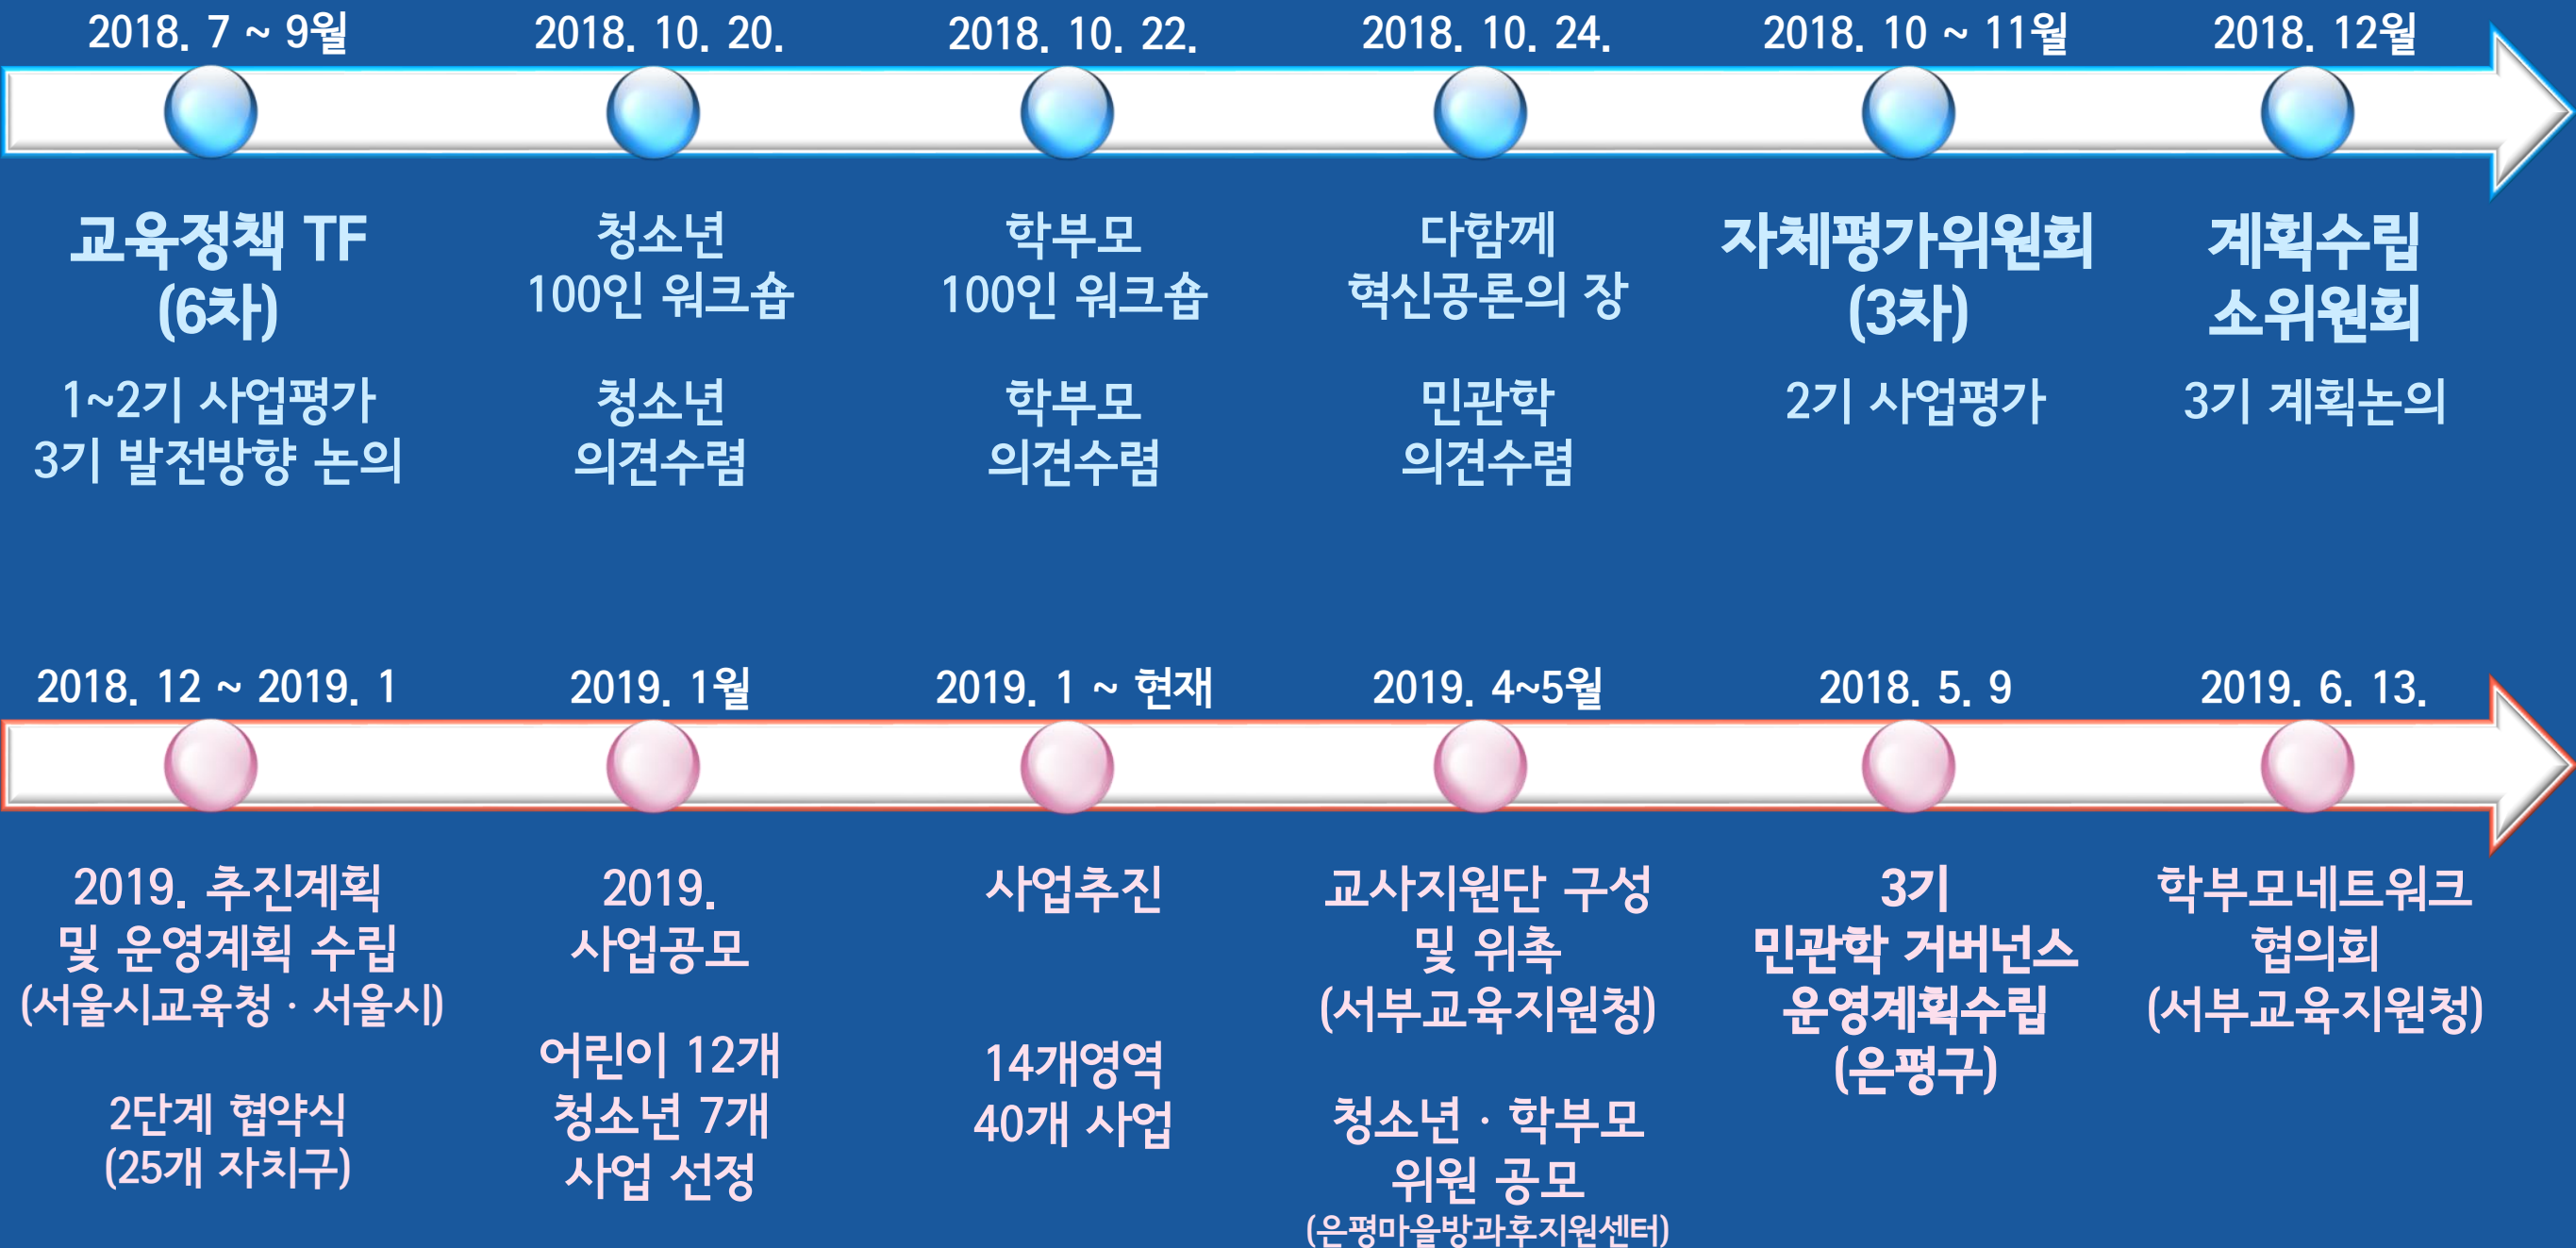 2018. 7 ~ 9월
2018. 10. 20.
2018. 10. 22.
2018. 10. 24.
2018. 10 ~ 11월
2018. 12월
교육정책 TF
(6차)
1~2기 사업평가
3기 발전방향 논의
청소년
100인 워크숍
청소년
의견수렴
학부모
100인 워크숍
학부모
의견수렴
다함께
혁신공론의 장
민관학
의견수렴
자체평가위원회
(3차)
2기 사업평가
계획수립
소위원회
3기 계획논의
2018. 12 ~ 2019. 1
2019. 1월
2019. 1 ~ 현재
2019. 4~5월
2018. 5. 9
2019. 6. 13.
2019. 추진계획
및 운영계획 수립
(서울시교육청 · 서울시)
2단계 협약식
(25개 자치구)
2019.
사업공모
어린이 12개
청소년 7개
사업 선정
사업추진
14개영역
40개 사업
교사지원단 구성
및 위촉
(서부교육지원청)
청소년 · 학부모
위원 공모
(은평마을방과후지원센터)
3기
민관학 거버넌스
운영계획수립
(은평구)
학부모네트워크
협의회
(서부교육지원청)